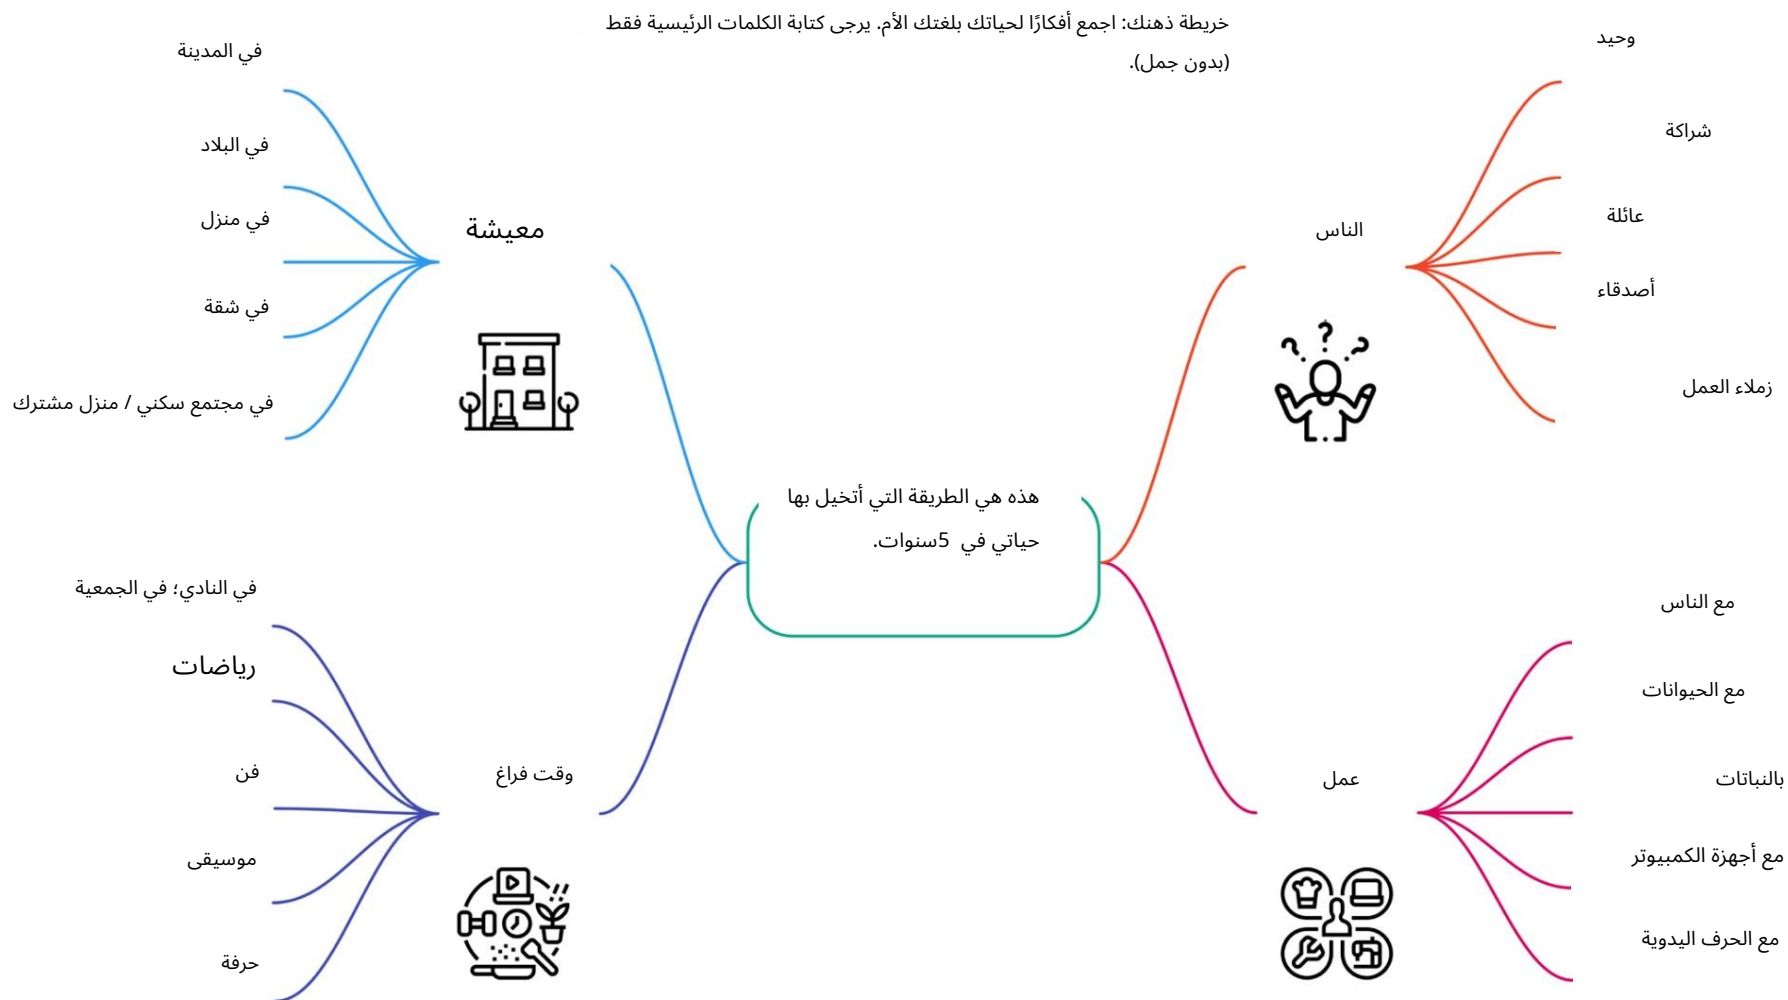 خريطة ذهنك: اجمع أفكارًا لحياتك بلغتك الأم. يرجى كتابة الكلمات الرئيسية فقط
(بدون جمل).
وحيد
شراكة
عائلة
أصدقاء
زملاء العمل
الناس
في المدينة
في البلاد
في منزل
في شقة
في مجتمع سكني / منزل مشترك
معيشة
هذه هي الطريقة التي أتخيل بها
حياتي في 5سنوات.
مع الناس
مع الحيوانات
بالنباتات
مع أجهزة الكمبيوتر
مع الحرف اليدوية
عمل
في النادي؛ في الجمعية
رياضات
فن
موسيقى
حرفة
وقت فراغ